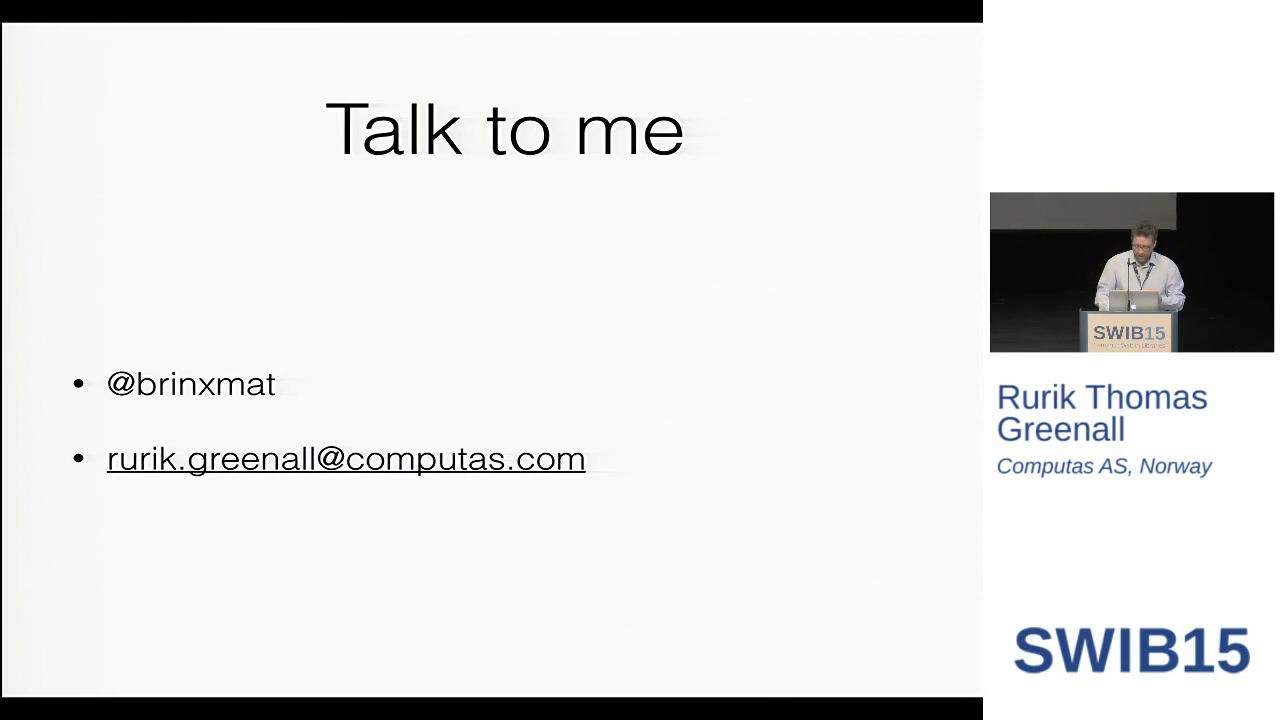 Talk to me
• @brinxmat
• rurik.greenall@computas.com
SWIB15
Rurik Thomas
Greenall
Computas AS, Norway
SWIB15